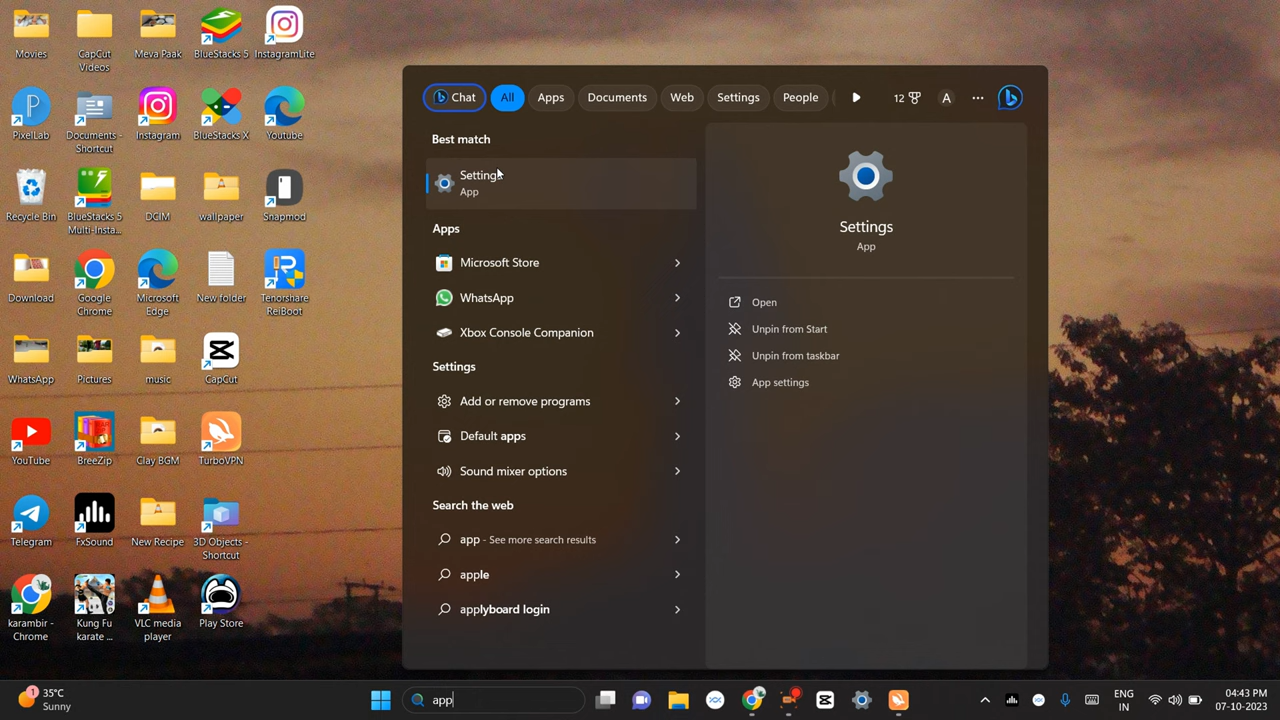 Movies
CapCut
Videos
Meva Paak
BlueStacks 5
InstagramLite
PixelLab
Documents -
Shortcut
Instagram
BlueStacks X
Youtube
Recycle Bin
BlueStacks 5
Multi-Insta...
DCIM
wallpaper
Snapmod
Download
Google
Chrome
Microsoft
Edge
New folder
Tenorshare
ReiBoot
WhatsApp
Pictures
music
CapCut
YouTube
BreeZip
Clay BGM
TurboVPN
Telegram
FxSound
New Recipe
3D Objects -
Shortcut
karambir -
Chrome
Kung Fu
karate ...
VLC media
player
Play Store
Chat
All
Apps
Documents
Web
Settings
People
12
A
Best match
Settings
App
Apps
Microsoft Store
WhatsApp
Xbox Console Companion
Settings
Add or remove programs
Default apps
Sound mixer options
Search the web
app - See more search results
apple
applyboard login
Settings
App
Open
Unpin from Start
Unpin from taskbar
App settings
1
35°C
Sunny
app
ENG
IN
04:43 PM
07-10-2023